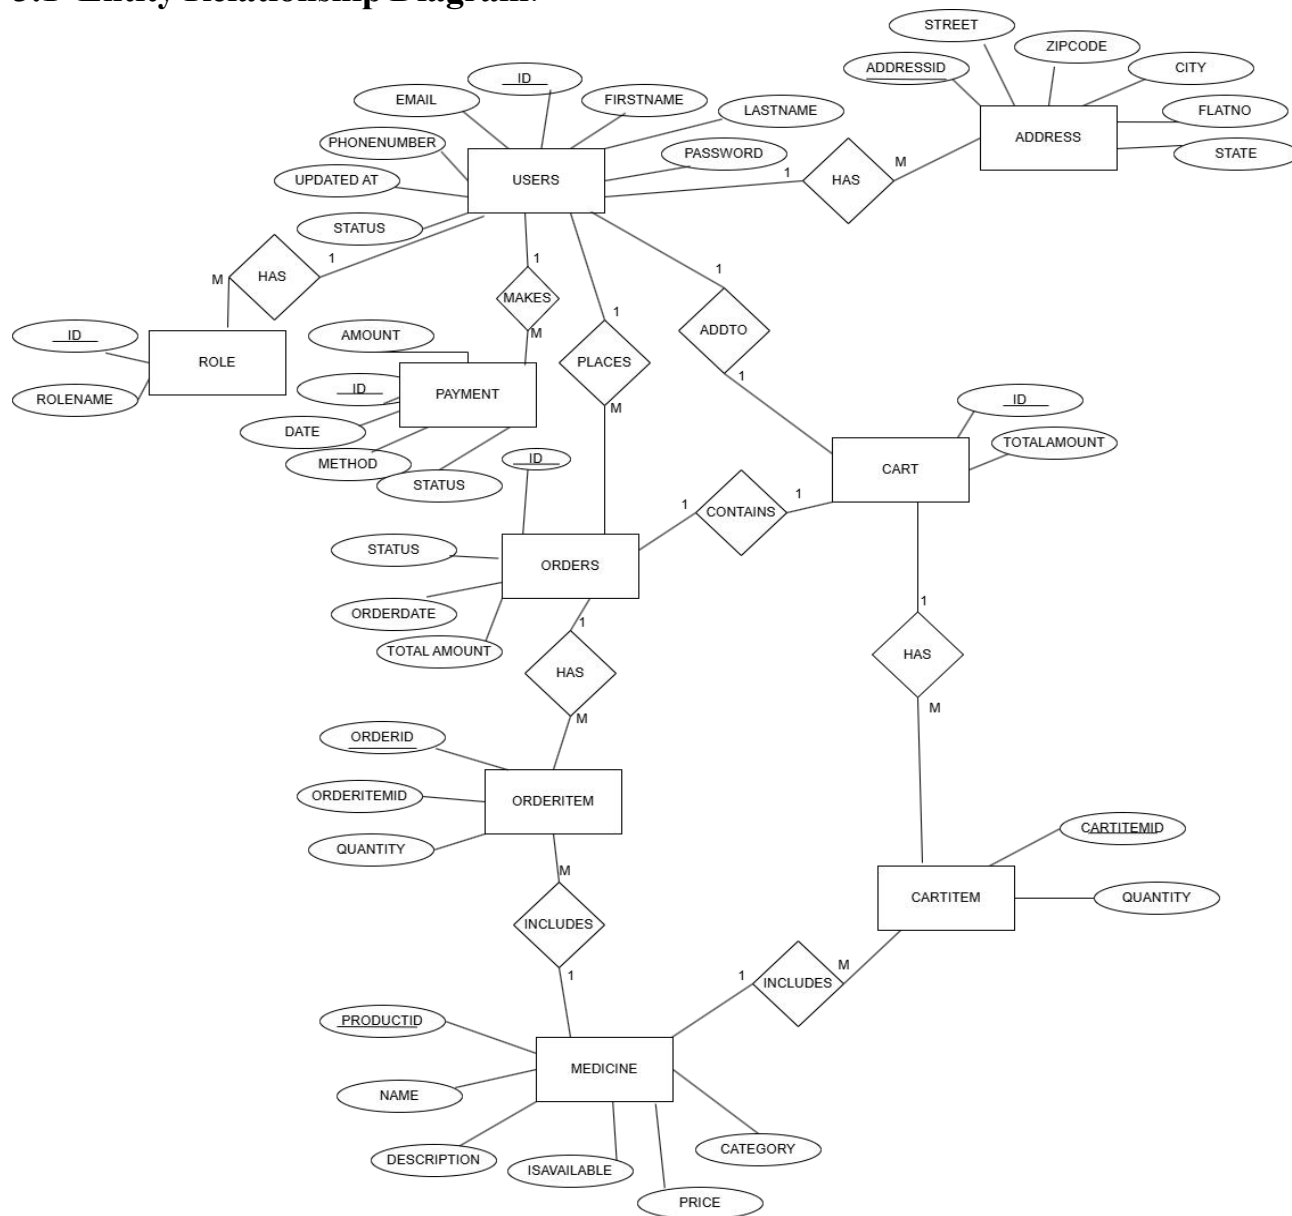 3.1 Entity Relationship Diagram:
STREET
ZIPCODE
ADDRESSID
CITY
ID
EMAIL
FIRSTNAME
LASTNAME
FLATNO
ADDRESS
PHONENUMBER
PASSWORD
STATE
M
UPDATED AT
USERS
1
HAS
STATUS
HAS
1
M
1
1
MAKES
ID
AMOUNT
M
1
ADDTO
ROLE
PLACES
ID
PAYMENT
1
ROLENAME
M
ID
DATE
TOTALAMOUNT
METHOD
ID
CART
STATUS
1
1
CONTAINS
STATUS
ORDERS
ORDERDATE
1
1
TOTAL AMOUNT
HAS
HAS
M
M
ORDERID
ORDERITEMID
ORDERITEM
CARTITEMID
QUANTITY
M
CARTITEM
QUANTITY
INCLUDES
M
1
1
INCLUDES
PRODUCTID
MEDICINE
NAME
CATEGORY
DESCRIPTION
ISAVAILABLE
PRICE